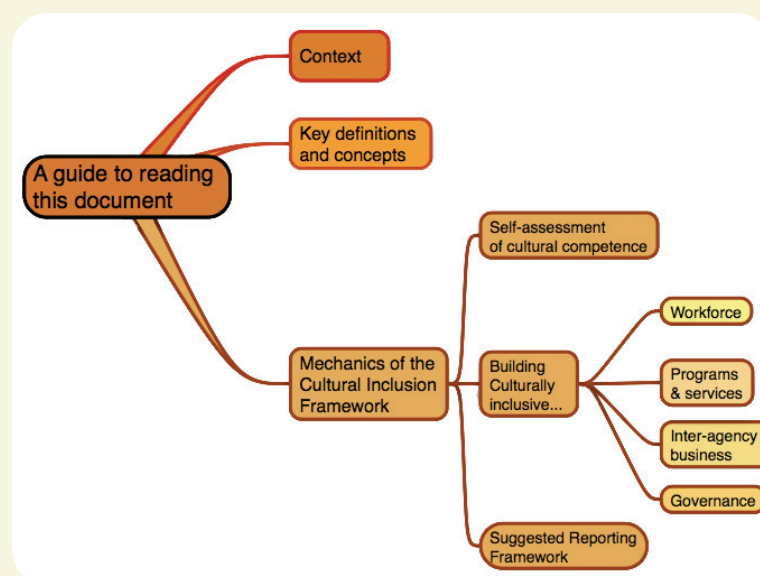 Context
Key definitions
and concepts
A guide to reading
this document
Self-assessment
of cultural competence
Mechanics of the
Cultural Inclusion
Framework
Building
Culturally
inclusive...
Workforce
Programs
& services
Inter-agency
business
Governance
Suggested Reporting
Framework